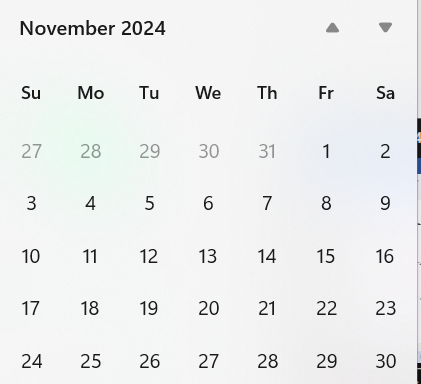 November 2024
Su Mo Tu We Th Fr Sa
27 28 29 30 31 1 2
3 4 5 6 7 8 9
10 11 12 13 14 15 16
17 18 19 20 21 22 23
24 25 26 27 28 29 30